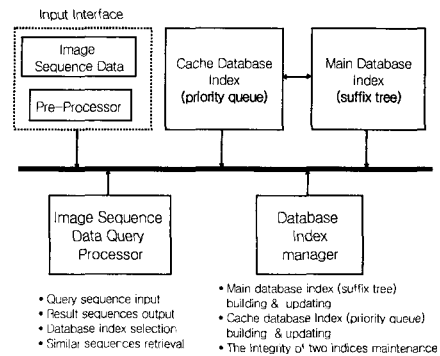 Input Interface
Image
Sequence Data
Pre-Processor
Cache Database
Index
(priority queue)
Main Database
Index
(suffix tree)
Image Sequence
Data Query
Processor
Database
Index
manager
• Query sequence input
• Result sequences output
• Database index selection
• Similar sequences retrieval
• Main database index (suffix tree)
building & updating
• Cache database Index (priority queue)
building & updating
• The Integrity of two indices maintenance